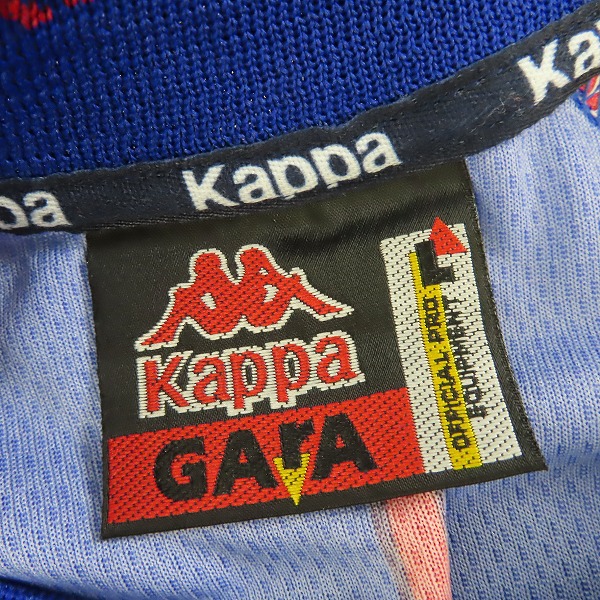 Kappa
Kappa
Kappa
Kappa
GArA
L
OFFICIAL PRO
EQUIPMENT